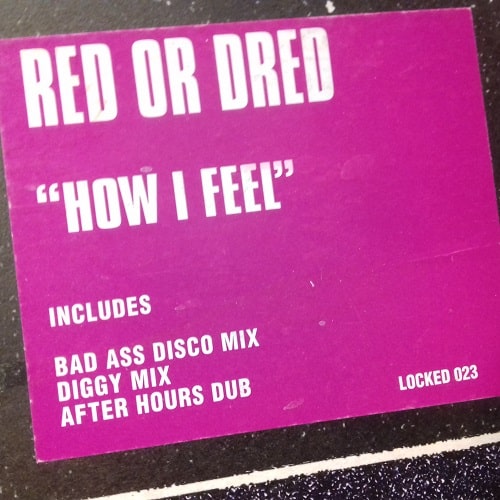 RED OR DRED
"HOW I FEEL"
INCLUDES
BAD ASS DISCO MIX
DIGGY MIX
AFTER HOURS DUB
LOCKED 023